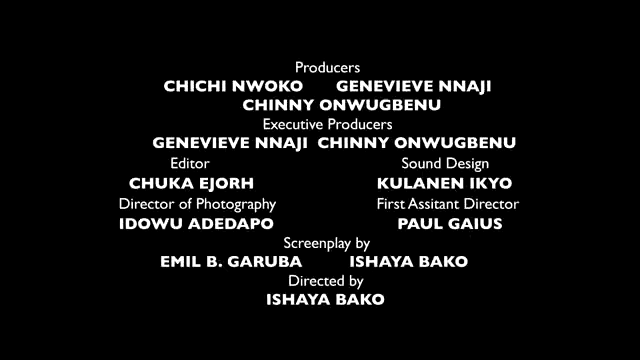 Producers
CHICHI NWOKO GENEVIEVE NNAJI
CHINNY ONWUGBENU
Executive Producers
GENEVIEVE NNAJI CHINNY ONWUGBENU
Editor Sound Design
CHUKA EJORH KULANEN IKYO
Director of Photography First Assitant Director
IDOWU ADEDAPO PAUL GAIUS
Screenplay by
EMIL B. GARUBA ISHAYA BAKO
Directed by
ISHAYA BAKO